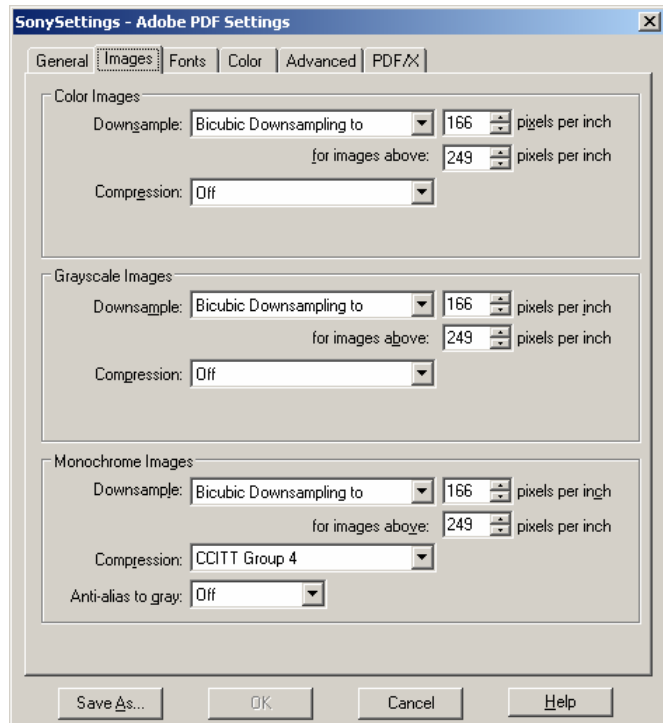 SonySettings - Adobe PDF Settings
General Images Fonts Color Advanced PDF/X
Color Images
Downsample: Bicubic Downsampling to 166 pixels per inch
for images above: 249 pixels per inch
Compression: Off
Grayscale Images
Downsample: Bicubic Downsampling to 166 pixels per inch
for images above: 249 pixels per inch
Compression: Off
Monochrome Images
Downsample: Bicubic Downsampling to 166 pixels per inch
for images above: 249 pixels per inch
Compression: CCITT Group 4
Anti-alias to gray: Off
Save As... OK Cancel Help